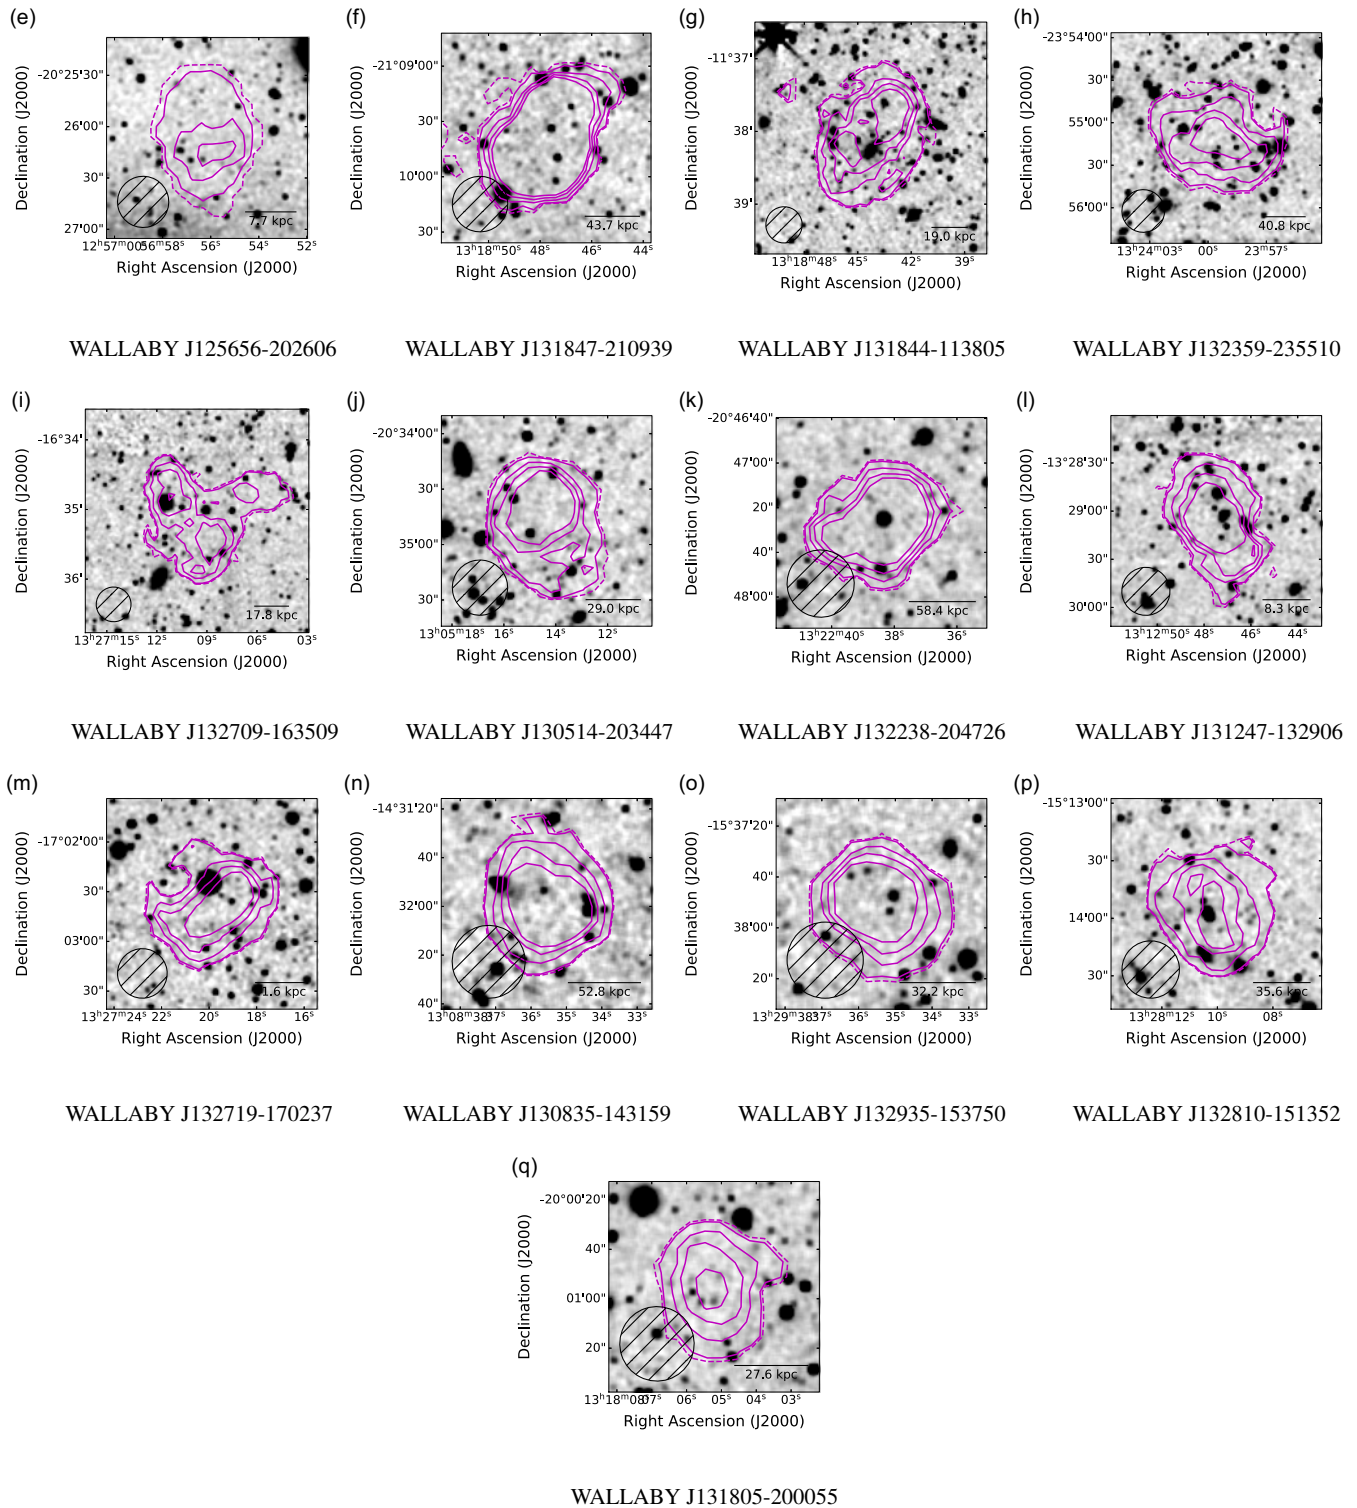 (e) (f) (g) (h)
Declination (J2000)
-20°25'30"
26'00"
30"
27'00"
7.7 kpc
12ʰ57ᵐ00ˢ 56ˢ58ˢ 56ˢ 54ˢ 52ˢ
Right Ascension (J2000)
Declination (J2000)
-21°09'00"
30"
10'00"
30"
43.7 kpc
13ʰ18ᵐ50ˢ 48ˢ 46ˢ 44ˢ
Right Ascension (J2000)
Declination (J2000)
-11°37'
38'
39'
19.0 kpc
13ʰ18ᵐ48ˢ 45ˢ 42ˢ 39ˢ
Right Ascension (J2000)
Declination (J2000)
-23°54'00"
30"
55'00"
30"
56'00"
40.8 kpc
13ʰ24ᵐ03ˢ 00ˢ 23ᵐ57ˢ
Right Ascension (J2000)
WALLABY J125656-202606
WALLABY J131847-210939
WALLABY J131844-113805
WALLABY J132359-235510
(i) (j) (k) (l)
Declination (J2000)
-16°34'
35'
36'
17.8 kpc
13ʰ27ᵐ15ˢ 12ˢ 09ˢ 06ˢ 03ˢ
Right Ascension (J2000)
Declination (J2000)
-20°34'00"
30"
35'00"
30"
29.0 kpc
13ʰ05ᵐ18ˢ 16ˢ 14ˢ 12ˢ
Right Ascension (J2000)
Declination (J2000)
-20°46'40"
47'00"
20"
40"
48'00"
58.4 kpc
13ʰ22ᵐ40ˢ 38ˢ 36ˢ
Right Ascension (J2000)
Declination (J2000)
-13°28'30"
29'00"
30"
30'00"
8.3 kpc
13ʰ12ᵐ50ˢ 48ˢ 46ˢ 44ˢ
Right Ascension (J2000)
WALLABY J132709-163509
WALLABY J130514-203447
WALLABY J132238-204726
WALLABY J131247-132906
(m) (n) (o) (p)
Declination (J2000)
-17°02'00"
30"
03'00"
30"
1.6 kpc
13ʰ27ᵐ24ˢ 22ˢ 20ˢ 18ˢ 16ˢ
Right Ascension (J2000)
Declination (J2000)
-14°31'20"
40"
32'00"
20"
40"
52.8 kpc
13ʰ08ᵐ38ˢ37ˢ 36ˢ 35ˢ 34ˢ 33ˢ
Right Ascension (J2000)
Declination (J2000)
-15°37'20"
40"
38'00"
20"
32.2 kpc
13ʰ29ᵐ38ˢ37ˢ 36ˢ 35ˢ 34ˢ 33ˢ
Right Ascension (J2000)
Declination (J2000)
-15°13'00"
30"
14'00"
30"
35.6 kpc
13ʰ28ᵐ12ˢ 10ˢ 08ˢ
Right Ascension (J2000)
WALLABY J132719-170237
WALLABY J130835-143159
WALLABY J132935-153750
WALLABY J132810-151352
(q)
Declination (J2000)
-20°00'20"
40"
01'00"
20"
27.6 kpc
13ʰ18ᵐ08ˢ07ˢ 06ˢ 05ˢ 04ˢ 03ˢ
Right Ascension (J2000)
WALLABY J131805-200055